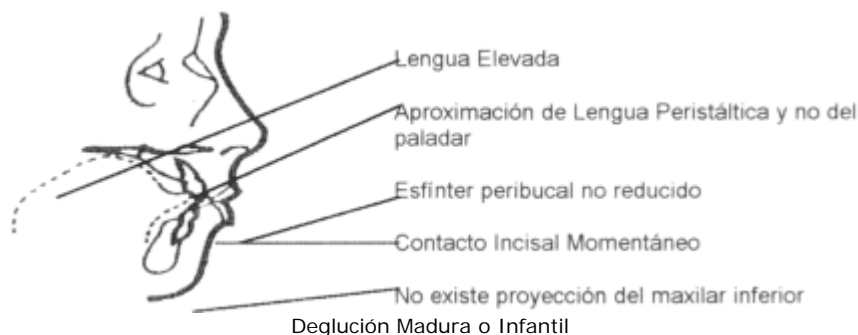 Lengua Elevada
Aproximación de Lengua Peristáltica y no del
paladar
Esfínter peribucal no reducido
Contacto Incisal Momentáneo
No existe proyección del maxilar inferior
Deglución Madura o Infantil